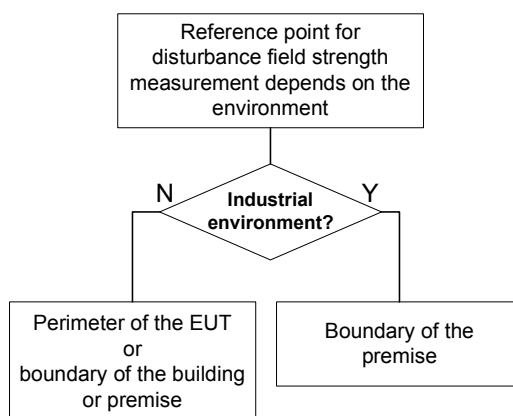 Reference point for
disturbance field strength
measurement depends on the
environment
N
Y
Industrial
environment?
Perimeter of the EUT
or
boundary of the building
or premise
Boundary of the
premise